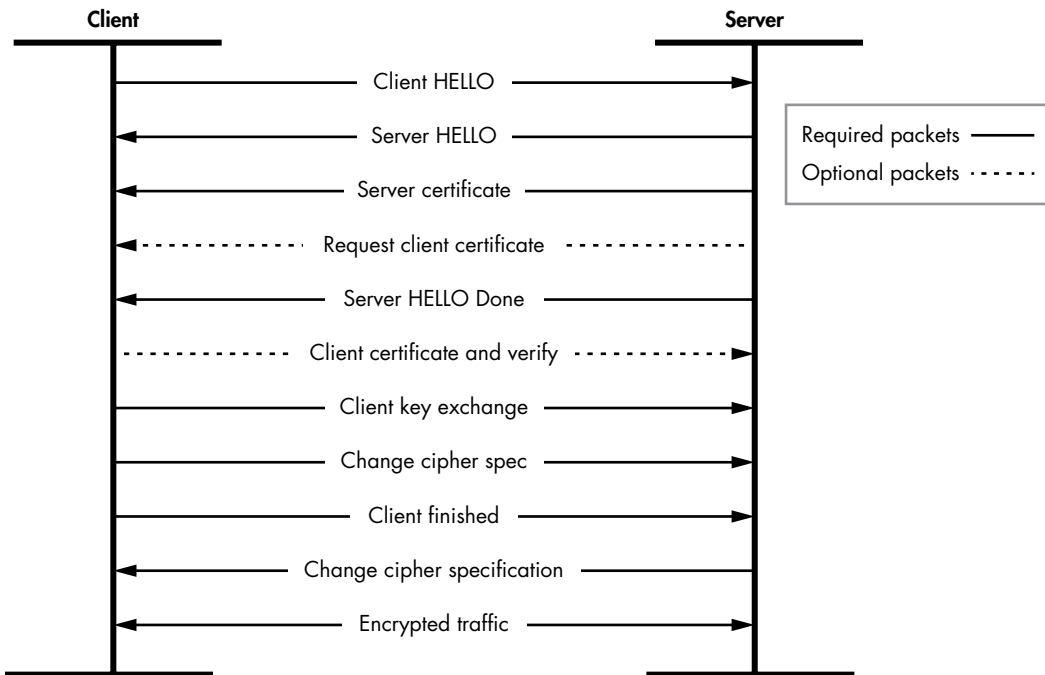 Client
Server
Client HELLO
Server HELLO
Server certificate
Request client certificate
Server HELLO Done
Client certificate and verify
Client key exchange
Change cipher spec
Client finished
Change cipher specification
Encrypted traffic
Required packets
Optional packets